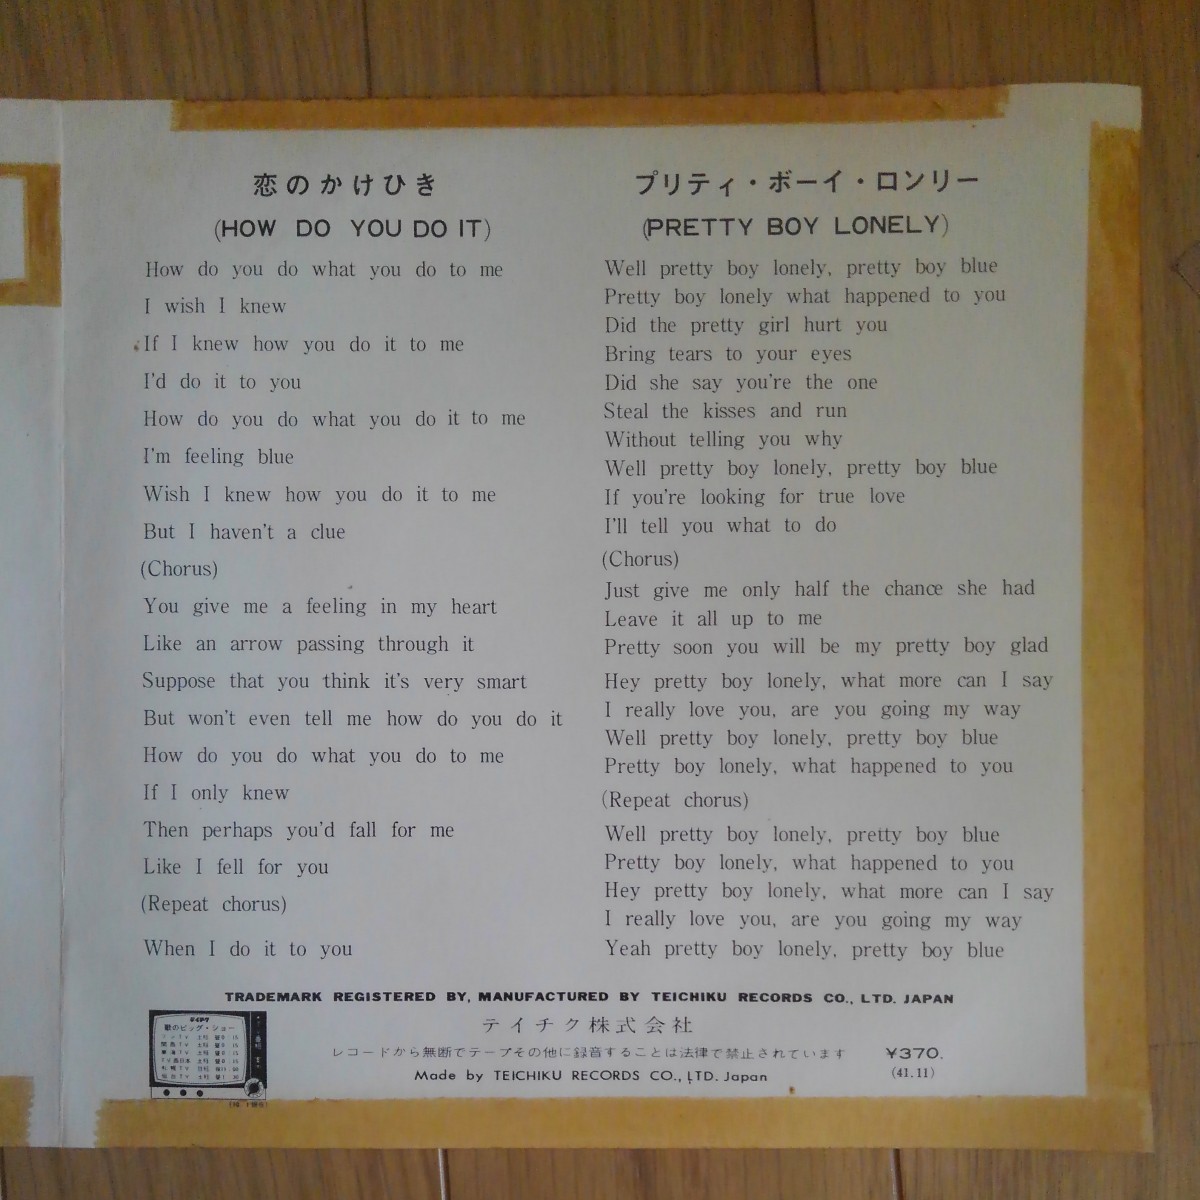 恋のかけひき
(HOW DO YOU DO IT)
How do you do what you do to me
I wish I knew
If I knew how you do it to me
I'd do it to you
How do you do what you do it to me
I'm feeling blue
Wish I knew how you do it to me
But I haven't a clue
(Chorus)
You give me a feeling in my heart
Like an arrow passing through it
Suppose that you think it's very smart
But won't even tell me how do you do it
How do you do what you do to me
If I only knew
Then perhaps you'd fall for me
Like I fell for you
(Repeat chorus)
When I do it to you
プリティ・ボーイ・ロンリー
(PRETTY BOY LONELY)
Well pretty boy lonely, pretty boy blue
Pretty boy lonely what happened to you
Did the pretty girl hurt you
Bring tears to your eyes
Did she say you're the one
Steal the kisses and run
Without telling you why
Well pretty boy lonely, pretty boy blue
If you're looking for true love
I'll tell you what to do
(Chorus)
Just give me only half the chance she had
Leave it all up to me
Pretty soon you will be my pretty boy glad
Hey pretty boy lonely, what more can I say
I really love you, are you going my way
Well pretty boy lonely, pretty boy blue
Pretty boy lonely, what happened to you
(Repeat chorus)
Well pretty boy lonely, pretty boy blue
Pretty boy lonely, what happened to you
Hey pretty boy lonely, what more can I say
I really love you, are you going my way
Yeah pretty boy lonely, pretty boy blue
TRADEMARK REGISTERED BY, MANUFACTURED BY TEICHIKU RECORDS CO., LTD. JAPAN
テイチク株式会社
レコードから無断でテープその他に録音することは法律で禁止されています
¥370.
(41.11)
Made by TEICHIKU RECORDS CO., LTD. Japan
テイチク
歌のビッグ・ショー